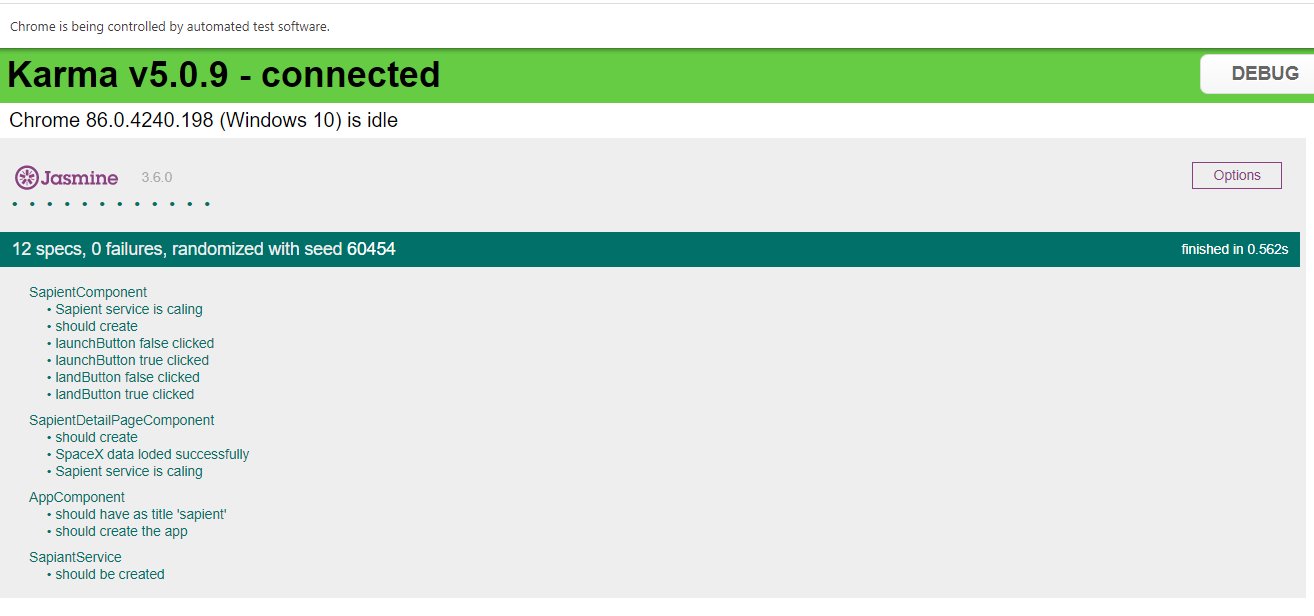 Chrome is being controlled by automated test software.
Karma v5.0.9 - connected
DEBUG
Chrome 86.0.4240.198 (Windows 10) is idle
Jasmine 3.6.0
Options
• • • • • • • • • • • •
12 specs, 0 failures, randomized with seed 60454
finished in 0.562s
SapientComponent
• Sapient service is caling
• should create
• launchButton false clicked
• launchButton true clicked
• landButton false clicked
• landButton true clicked
SapientDetailPageComponent
• should create
• SpaceX data loded successfully
• Sapient service is caling
AppComponent
• should have as title 'sapient'
• should create the app
SapiantService
• should be created